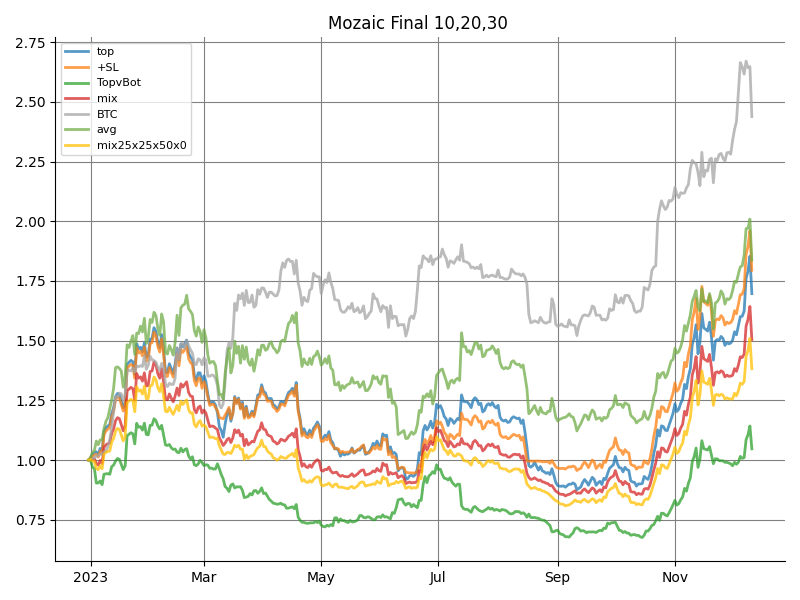 Mozaic Final 10,20,30
2.75
2.50
2.25
2.00
1.75
1.50
1.25
1.00
0.75
top
+SL
TopvBot
mix
BTC
avg
mix25x25x50x0
2023
Mar
May
Jul
Sep
Nov